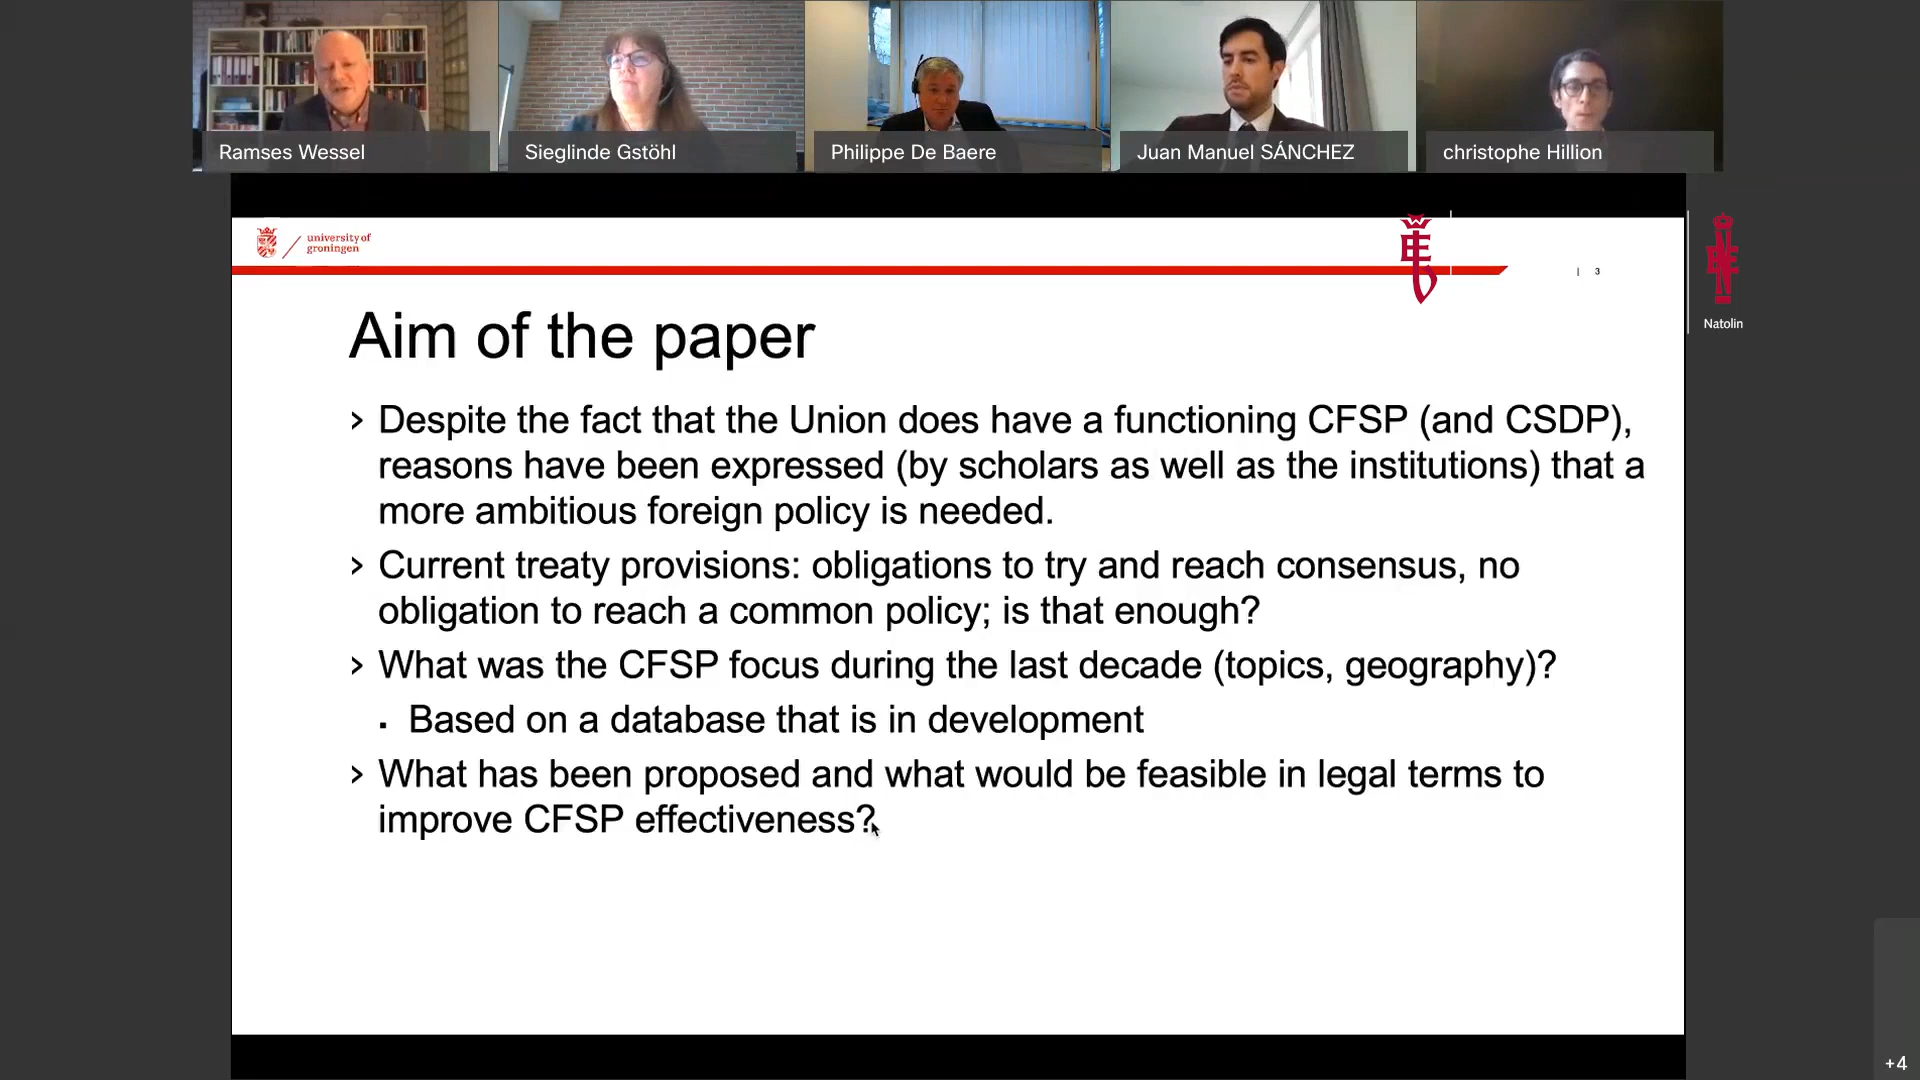 Ramses Wessel
Sieglinde Gstöhl
Philippe De Baere
Juan Manuel SÁNCHEZ
christophe Hillion
university of
groningen
| 3
Natolin
Aim of the paper
› Despite the fact that the Union does have a functioning CFSP (and CSDP),
reasons have been expressed (by scholars as well as the institutions) that a
more ambitious foreign policy is needed.
› Current treaty provisions: obligations to try and reach consensus, no
obligation to reach a common policy; is that enough?
› What was the CFSP focus during the last decade (topics, geography)?
▪ Based on a database that is in development
› What has been proposed and what would be feasible in legal terms to
improve CFSP effectiveness?
+4